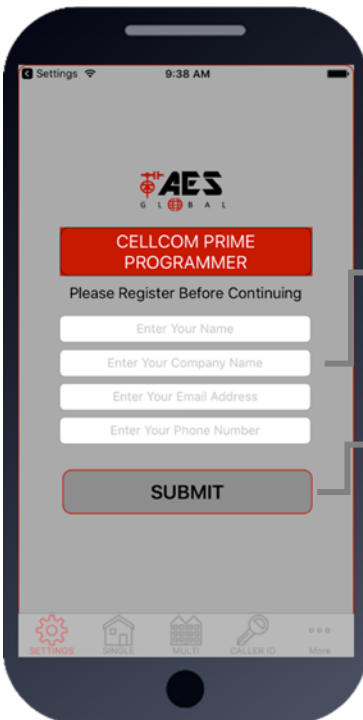 Settings 9:38 AM
AES
GLOBAL
CELLCOM PRIME
PROGRAMMER
Please Register Before Continuing
Enter Your Name
Enter Your Company Name
Enter Your Email Address
Enter Your Phone Number
SUBMIT
SETTINGS SINGLE MULTI CALLER ID More